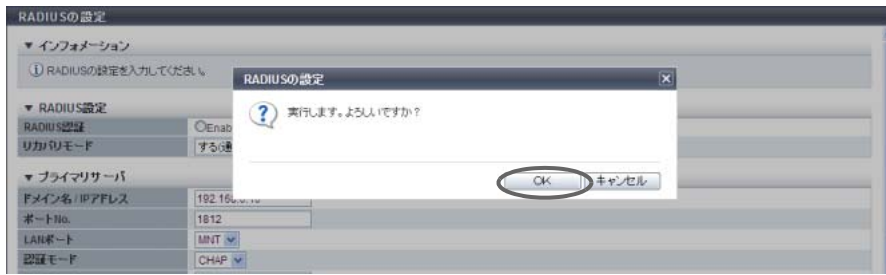 RADIUSの設定
▼ インフォメーション
RADIUSの設定を入力してください。
RADIUSの設定
実行します。よろしいですか?
OK キャンセル
▼ RADIUS設定
RADIUS認証 Enab
リカバリモード する(通
▼ プライマリサーバ
ドメイン名/IPアドレス
ポートNo. 1812
LANポート MNT
認証モード CHAP